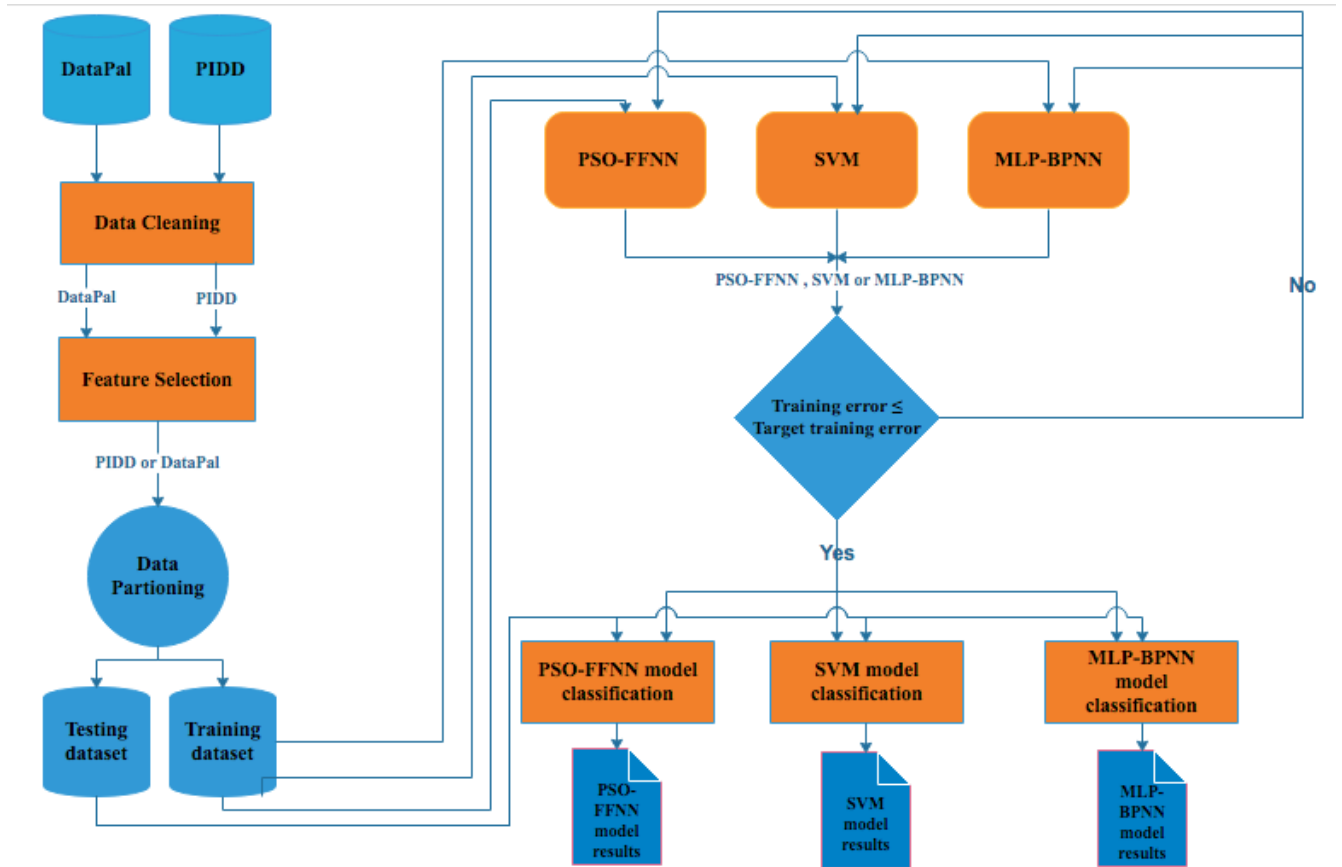 DataPal
PIDD
Data Cleaning
DataPal
PIDD
Feature Selection
PIDD or DataPal
Data
Partioning
Testing
dataset
Training
dataset
PSO-FFNN
SVM
MLP-BPNN
PSO-FFNN , SVM or MLP-BPNN
No
Training error ≤
Target training error
Yes
PSO-FFNN model
classification
SVM model
classification
MLP-BPNN
model
classification
PSO-
FFNN
model
results
SVM
model
results
MLP-
BPNN
model
results